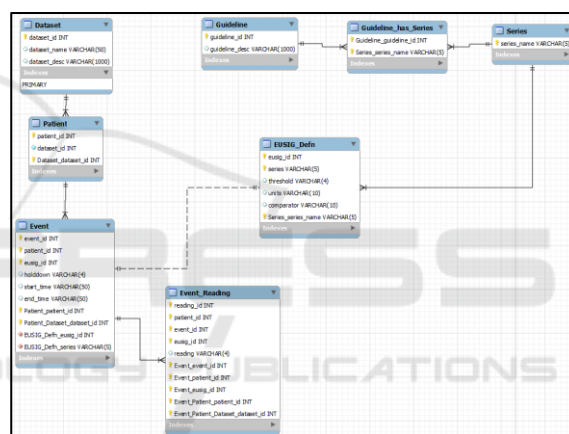 Dataset
dataset_id INT
dataset_name VARCHAR(50)
dataset_desc VARCHAR(1000)
Indexes
PRIMARY
Guideline
guideline_id INT
guideline_desc VARCHAR(1000)
Indexes
Guideline_has_Series
Guideline_guideline_id INT
Series_series_name VARCHAR(5)
Indexes
Series
series_name VARCHAR(5)
Indexes
Patient
patient_id INT
dataset_id INT
Dataset_dataset_id INT
Indexes
EUSIG_Defn
eusig_id INT
series VARCHAR(5)
threshold VARCHAR(4)
units VARCHAR(10)
comparator VARCHAR(10)
Series_series_name VARCHAR(5)
Indexes
Event
event_id INT
patient_id INT
eusig_id INT
holddown VARCHAR(4)
start_time VARCHAR(50)
end_time VARCHAR(50)
Patient_patient_id INT
Patient_Dataset_dataset_id INT
EUSIG_Defn_eusig_id INT
EUSIG_Defn_series VARCHAR(5)
Indexes
Event_Reading
reading_id INT
patient_id INT
event_id INT
eusig_id INT
reading VARCHAR(4)
Event_event_id INT
Event_patient_id INT
Event_eusig_id INT
Event_Patient_patient_id INT
Event_Patient_Dataset_dataset_id INT
Indexes
PRESS
OLOGY PUBLICATIONS